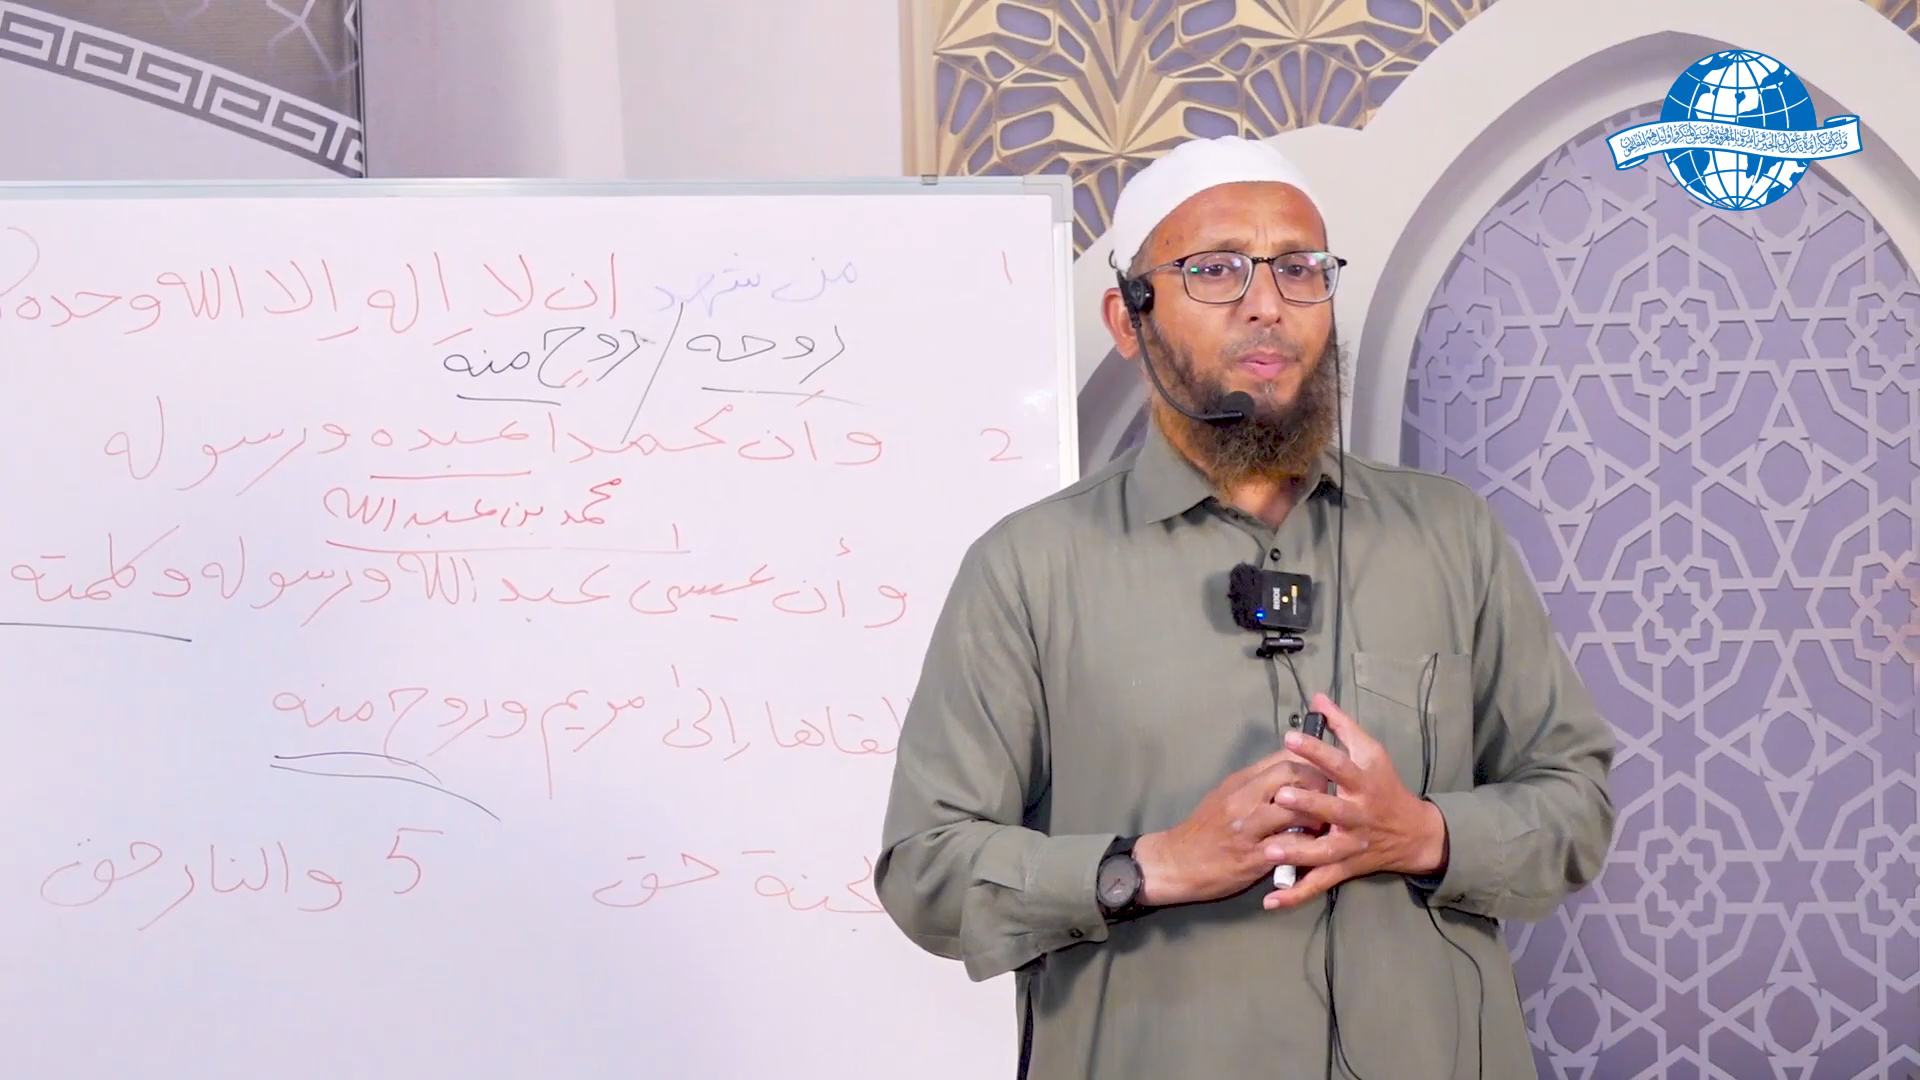 1 من شهد ان لا إله إلا الله وحده
روحه / روح منه
2 وأن محمدا عبده ورسوله
محمد بن عبد الله
وأن عيسى عبد الله ورسوله وكلمته
ألقاها إلى مريم وروح منه
الجنة حق 5 والنار حق